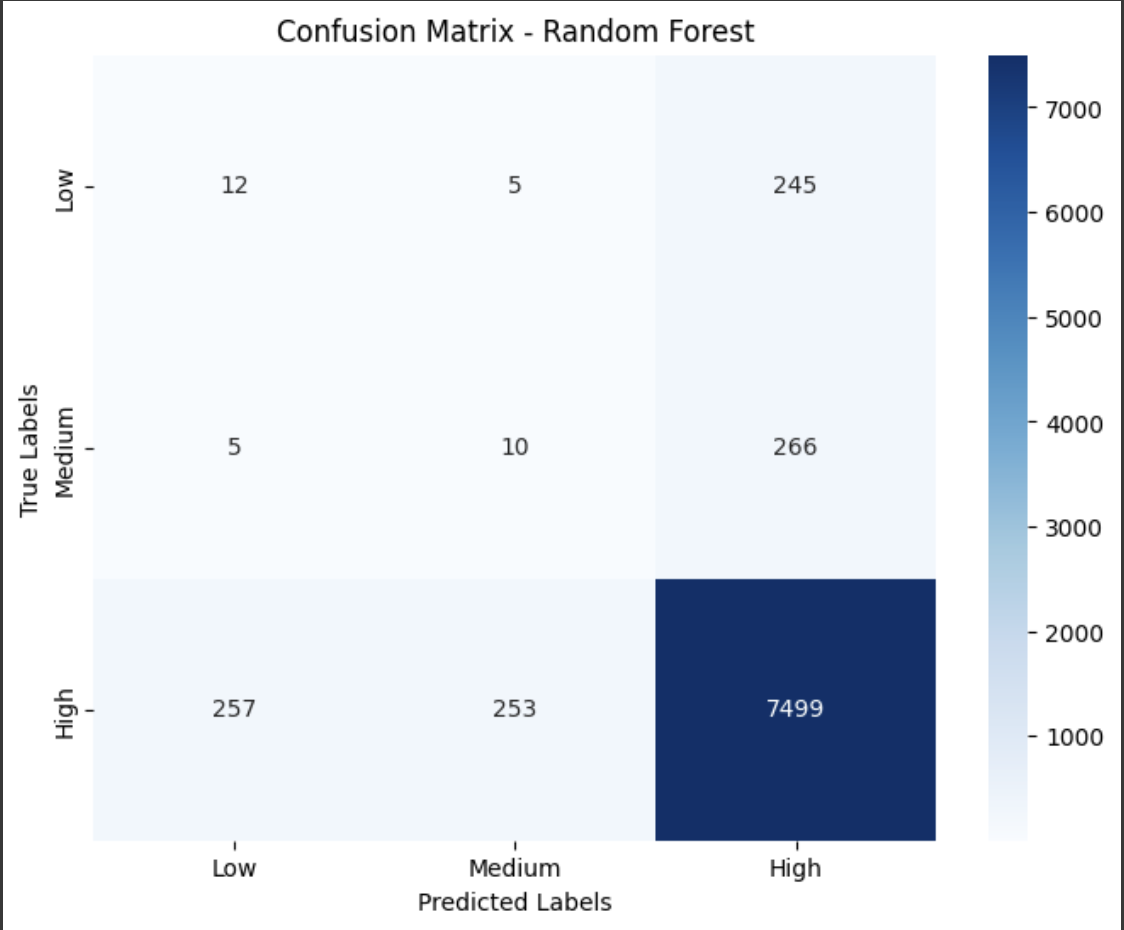 Confusion Matrix - Random Forest
True Labels
Low
12 5 245
Medium
5 10 266
High
257 253 7499
Low Medium High
Predicted Labels
7000
6000
5000
4000
3000
2000
1000